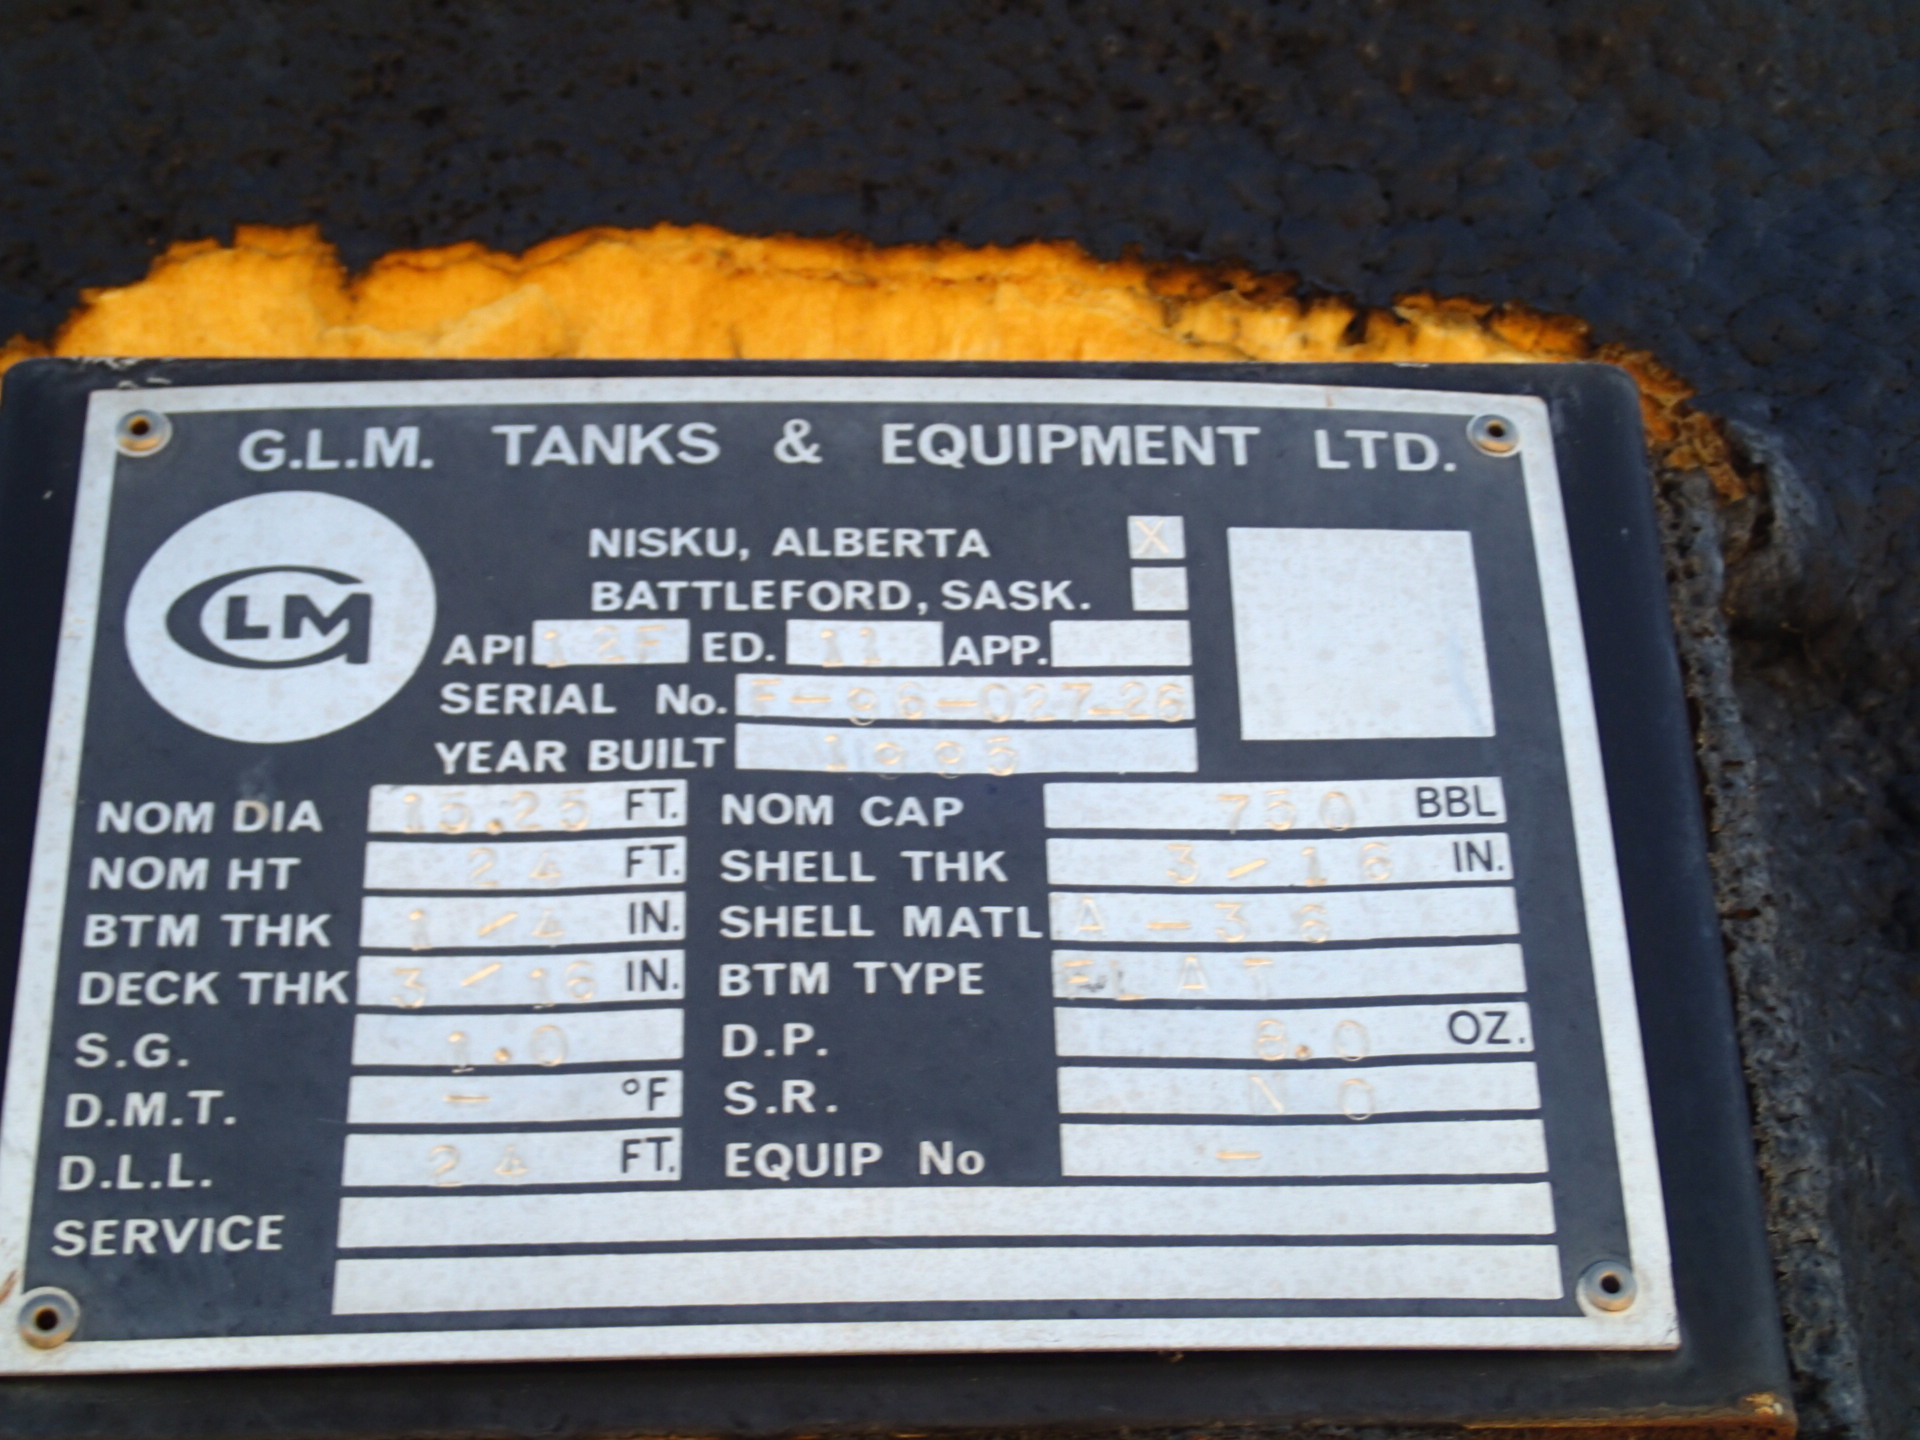 G.L.M. TANKS & EQUIPMENT LTD.
GLM
NISKU, ALBERTA X
BATTLEFORD, SASK.
API 12F ED. 11 APP.
SERIAL No. F-96-027-26
YEAR BUILT 1995
NOM DIA 15.25 FT. NOM CAP 750 BBL
NOM HT 24 FT. SHELL THK 3/16 IN.
BTM THK 1/4 IN. SHELL MATL A-36
DECK THK 3/16 IN. BTM TYPE FLAT
S.G. 1.0 D.P. 8.0 OZ.
D.M.T. - °F S.R. NO
D.L.L. 24 FT. EQUIP No -
SERVICE